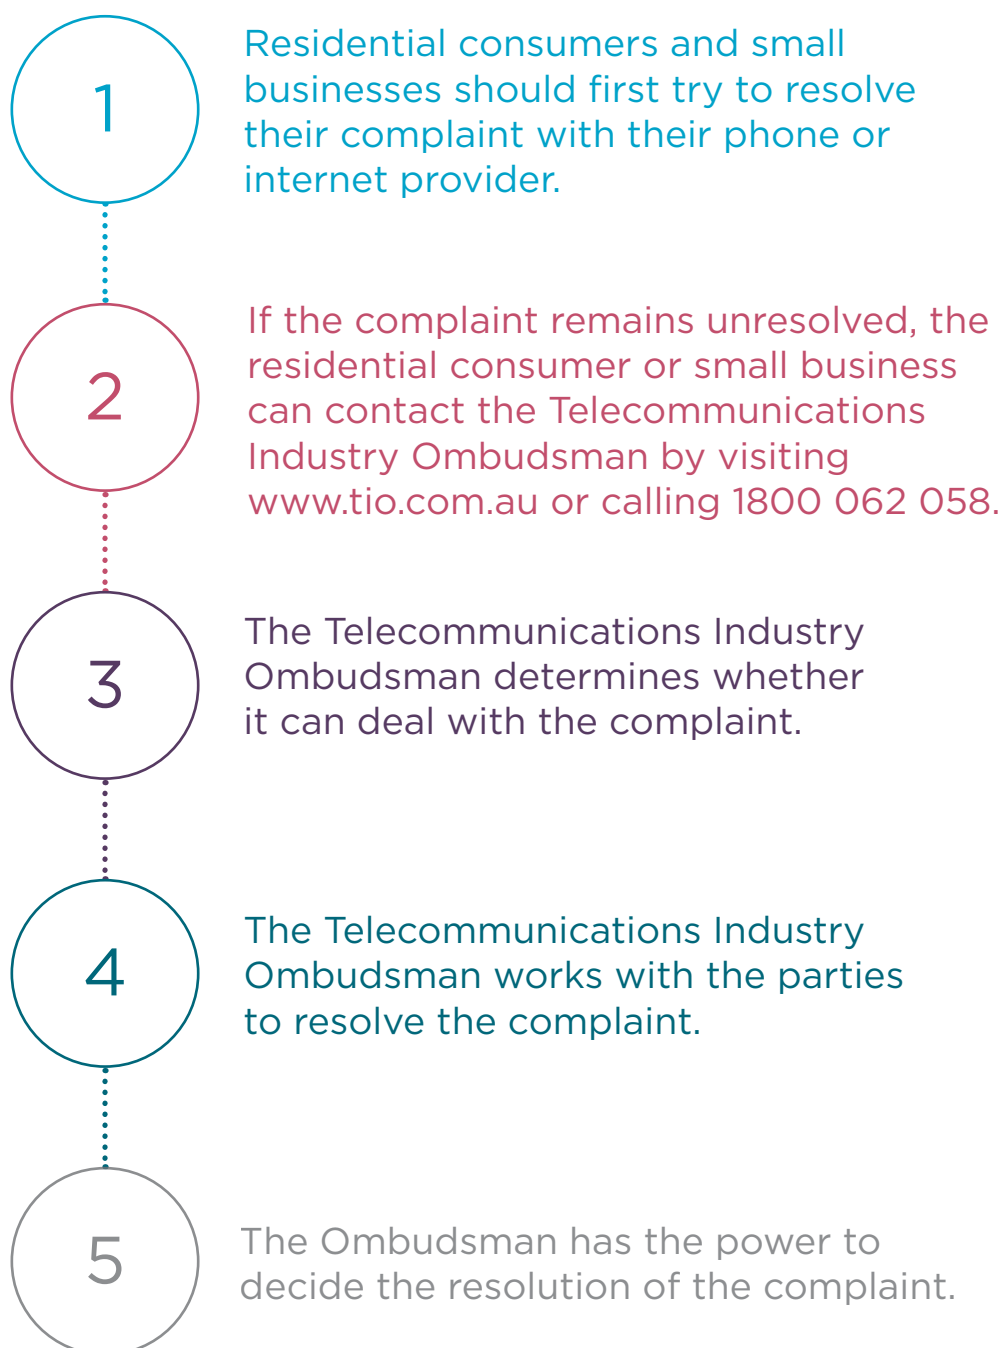 1
Residential consumers and small
businesses should first try to resolve
their complaint with their phone or
internet provider.
2
If the complaint remains unresolved, the
residential consumer or small business
can contact the Telecommunications
Industry Ombudsman by visiting
www.tio.com.au or calling 1800 062 058.
3
The Telecommunications Industry
Ombudsman determines whether
it can deal with the complaint.
4
The Telecommunications Industry
Ombudsman works with the parties
to resolve the complaint.
5
The Ombudsman has the power to
decide the resolution of the complaint.